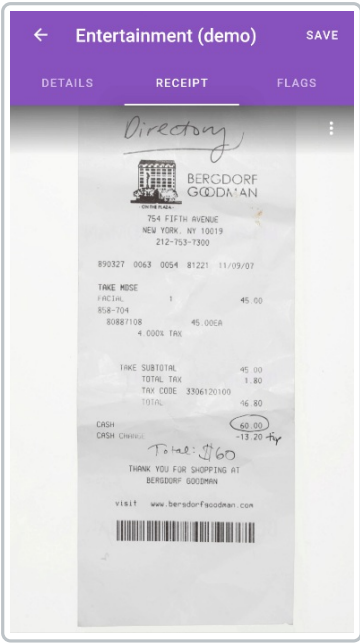 Entertainment (demo) SAVE
DETAILS RECEIPT FLAGS
Directory
BERGDORF
GOODMAN
ON THE PLAZA
754 FIFTH AVENUE
NEW YORK, NY 10019
212-753-7300
890327 0063 0054 81221 11/09/07
TAKE MDSE
FACIAL 1 45.00
858-704
80887108 45.00EA
4.000% TAX
TAKE SUBTOTAL 45.00
TOTAL TAX 1.80
TAX CODE 3306120100
TOTAL 46.80
CASH 60.00
CASH CHANGE -13.20 tip
Total: $60
THANK YOU FOR SHOPPING AT
BERGDORF GOODMAN
visit www.bergdorfgoodman.com